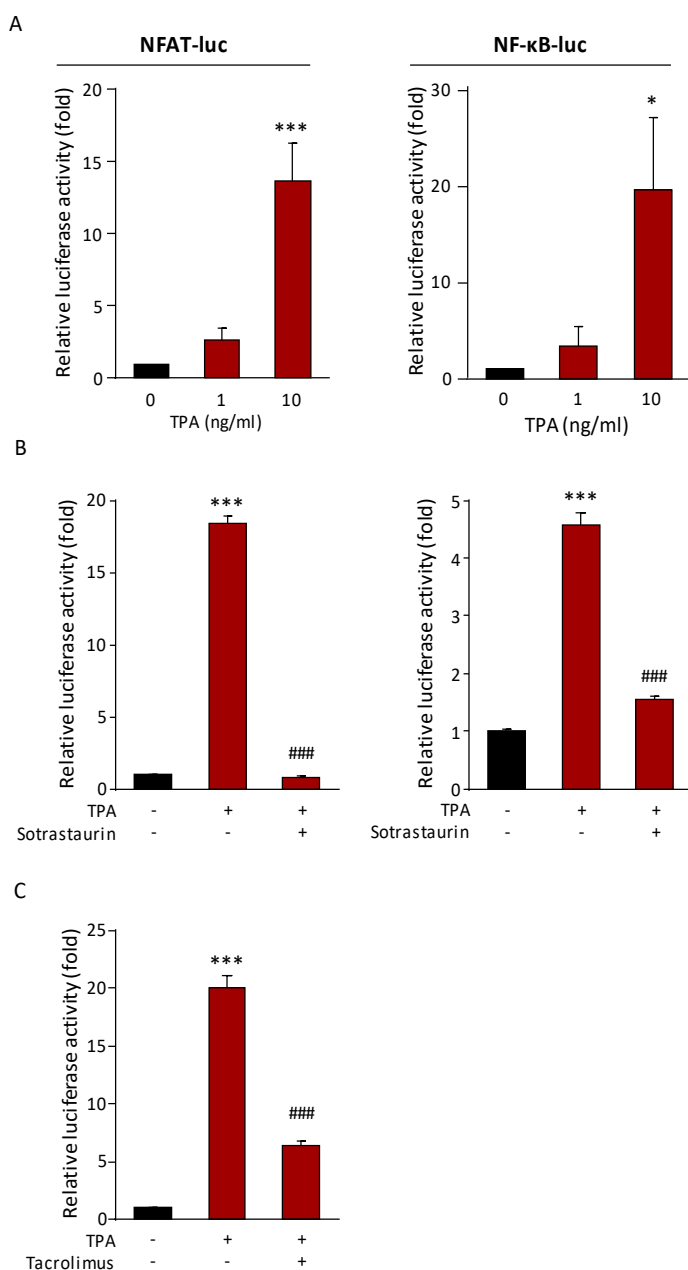 A
NFAT-luc
NF-κB-luc
Relative luciferase activity (fold)
20
15
10
5
0
***
0 1 10
TPA (ng/ml)
Relative luciferase activity (fold)
30
20
10
0
*
0 1 10
TPA (ng/ml)
B
Relative luciferase activity (fold)
20
15
10
5
0
***
###
TPA - + +
Sotrastaurin - - +
Relative luciferase activity (fold)
5
4
3
2
1
0
***
###
TPA - + +
Sotrastaurin - - +
C
Relative luciferase activity (fold)
25
20
15
10
5
0
***
###
TPA - + +
Tacrolimus - - +